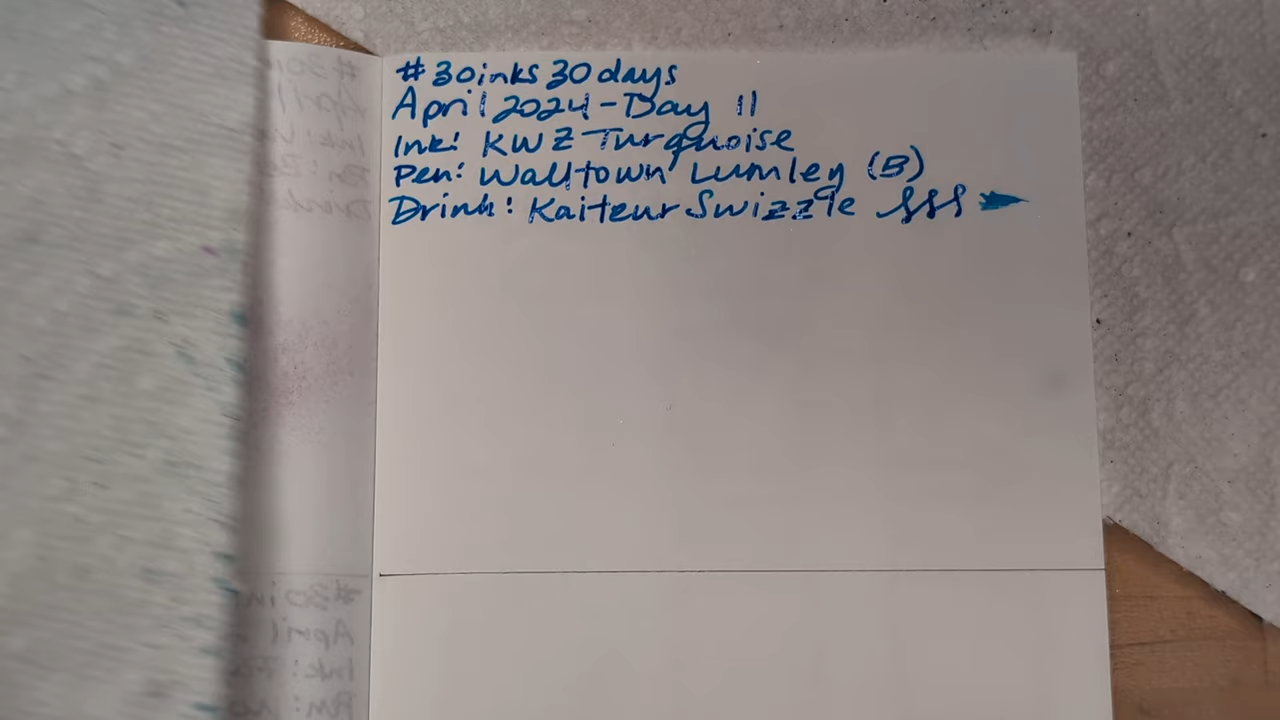 #30inks30days
April 2024 - Day 11
Ink: KWZ Turquoise
Pen: Walltown Lumley (B)
Drink: Kaiteur Swizzle